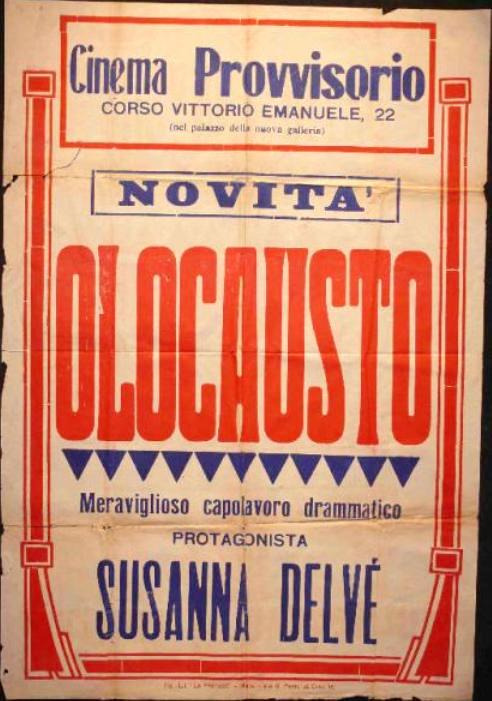 Cinema Provvisorio
CORSO VITTORIO EMANUELE, 22
(nel palazzo della nuova galleria)
NOVITA'
OLOCAUSTO
Meraviglioso capolavoro drammatico
PROTAGONISTA
SUSANNA DELVÉ